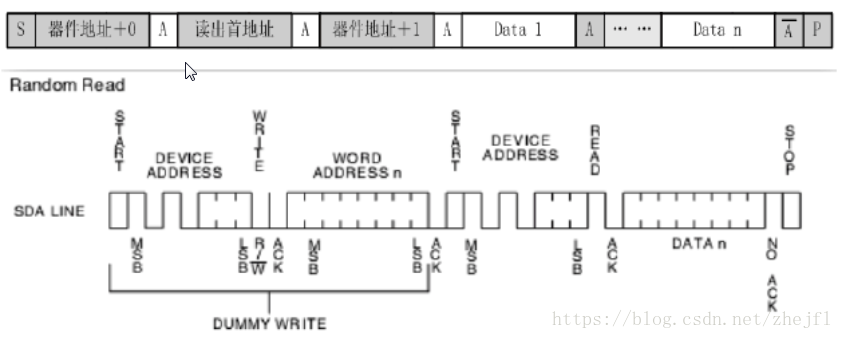 S 器件地址+0 A 读出首地址 A 器件地址+1 A Data 1 A … … Data n A̅ P
Random Read
START WRITE START READ STOP
DEVICE ADDRESS WORD ADDRESS n DEVICE ADDRESS
SDA LINE
MSB LSB R/W̅ ACK MSB LSB ACK MSB LSB ACK DATA n NO ACK
DUMMY WRITE
https://blog.csdn.net/zhejfl